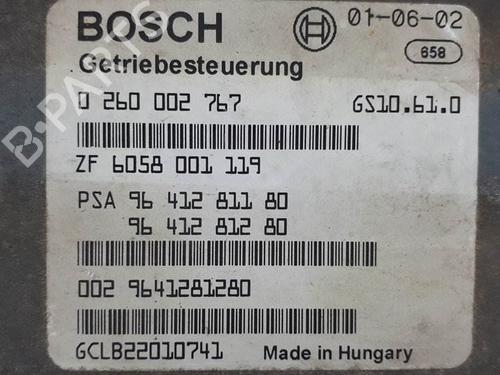 BOSCH 01-06-02
658
Getriebesteuerung
0 260 002 767 GS10.61.0
ZF 6058 001 119
PSA 96 412 811 80
96 412 812 80
002 9641281280
GCLB22010741 Made in Hungary
B-PARTS